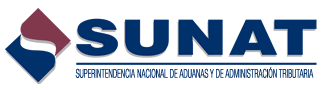 SUNAT
SUPERINTENDENCIA NACIONAL DE ADUANAS Y DE ADMINISTRACIÓN TRIBUTARIA